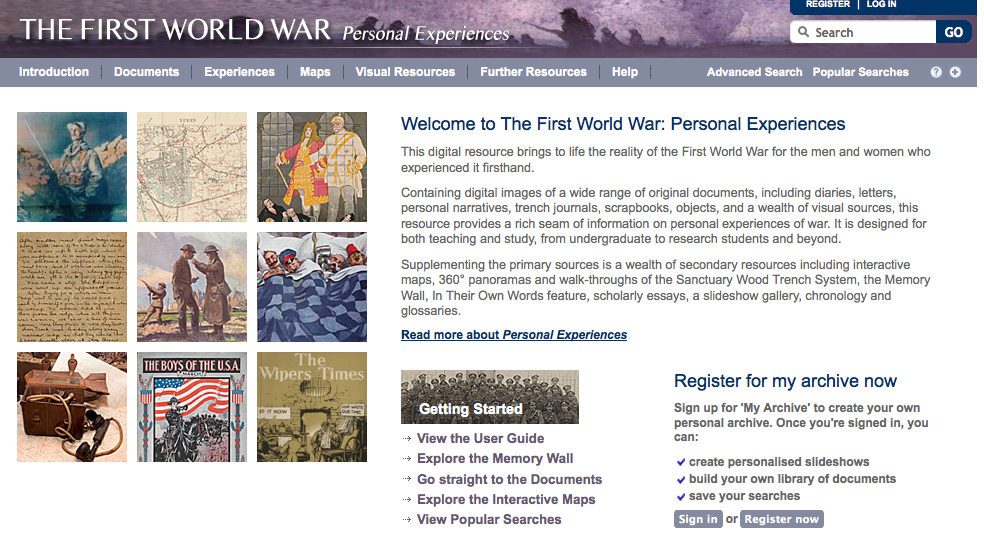 REGISTER | LOG IN
THE FIRST WORLD WAR Personal Experiences
Search GO
Introduction | Documents | Experiences | Maps | Visual Resources | Further Resources | Help |
Advanced Search Popular Searches ? +
YPRES
THE BOYS OF THE U.S.A.
MARCH
The
Wipers Times
Welcome to The First World War: Personal Experiences
This digital resource brings to life the reality of the First World War for the men and women who
experienced it firsthand.
Containing digital images of a wide range of original documents, including diaries, letters,
personal narratives, trench journals, scrapbooks, objects, and a wealth of visual sources, this
resource provides a rich seam of information on personal experiences of war. It is designed for
both teaching and study, from undergraduate to research students and beyond.
Supplementing the primary sources is a wealth of secondary resources including interactive
maps, 360° panoramas and walk-throughs of the Sanctuary Wood Trench System, the Memory
Wall, In Their Own Words feature, scholarly essays, a slideshow gallery, chronology and
glossaries.
Read more about Personal Experiences
Getting Started
View the User Guide
Explore the Memory Wall
Go straight to the Documents
Explore the Interactive Maps
View Popular Searches
Register for my archive now
Sign up for 'My Archive' to create your own
personal archive. Once you're signed in, you
can:
create personalised slideshows
build your own library of documents
save your searches
Sign in or Register now